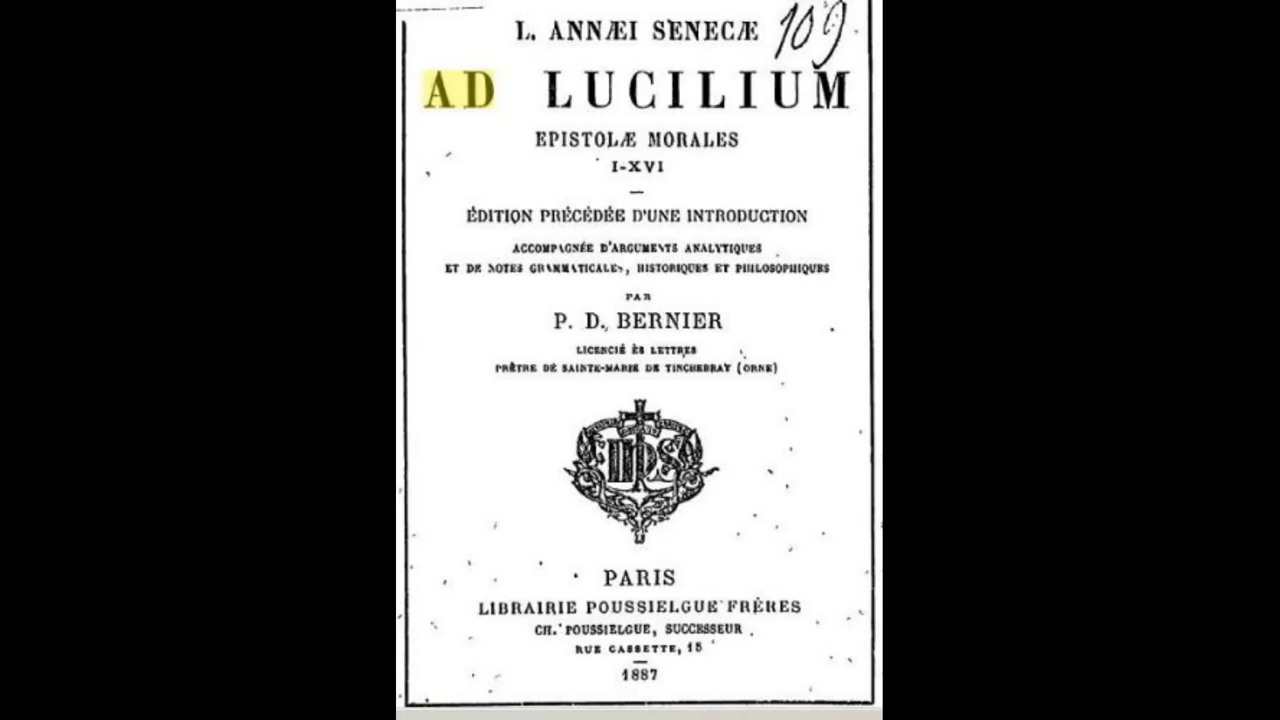 L. ANNÆI SENECÆ
109
AD LUCILIUM
EPISTOLÆ MORALES
I-XVI
ÉDITION PRÉCÉDÉE D'UNE INTRODUCTION
ACCOMPAGNÉE D'ARGUMENTS ANALYTIQUES
ET DE NOTES GRAMMATICALES, HISTORIQUES ET PHILOSOPHIQUES
PAR
P. D. BERNIER
LICENCIÉ ÈS LETTRES
PRÊTRE DE SAINTE-MARIE DE TINCHEBRAY (ORNE)
PARIS
LIBRAIRIE POUSSIELGUE FRÈRES
CH. POUSSIELGUE, SUCCESSEUR
RUE CASSETTE, 15
1887